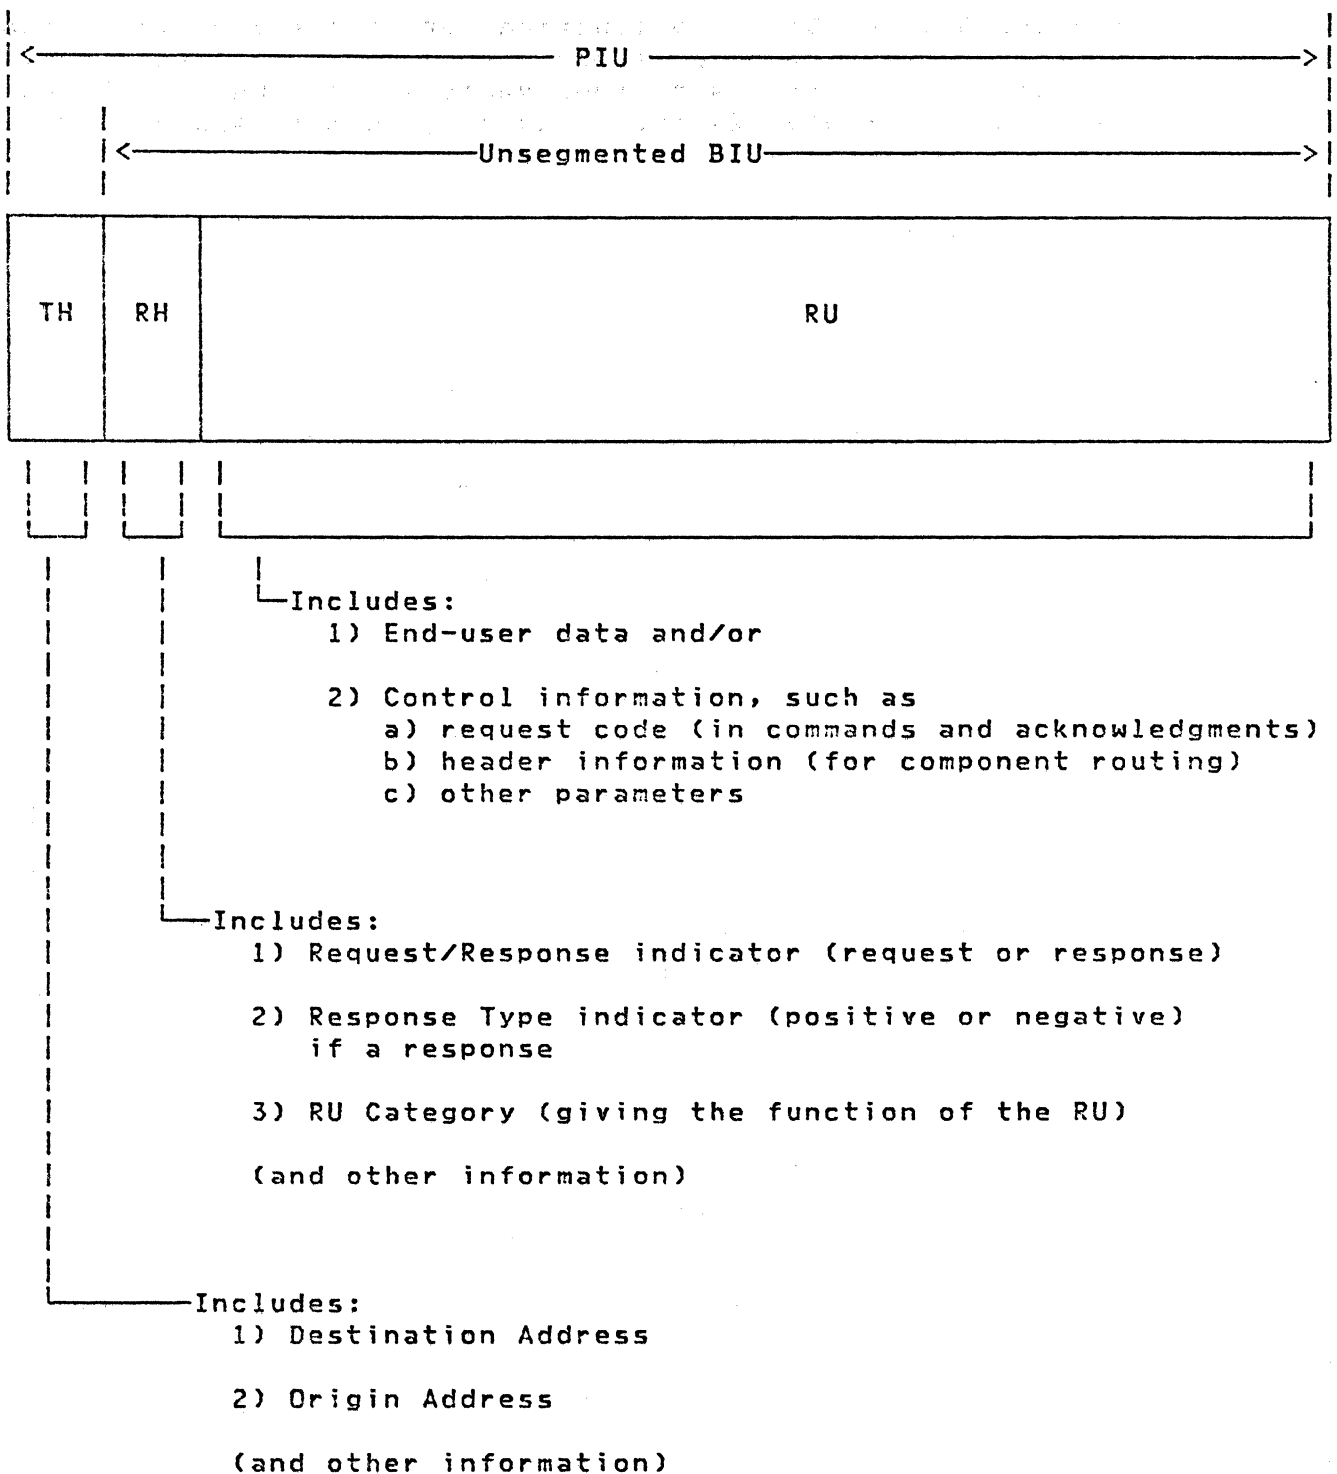 PIU
Unsegmented BIU
TH RH RU
Includes:
1) End-user data and/or
2) Control information, such as
a) request code (in commands and acknowledgments)
b) header information (for component routing)
c) other parameters
Includes:
1) Request/Response indicator (request or response)
2) Response Type indicator (positive or negative)
if a response
3) RU Category (giving the function of the RU)
(and other information)
Includes:
1) Destination Address
2) Origin Address
(and other information)